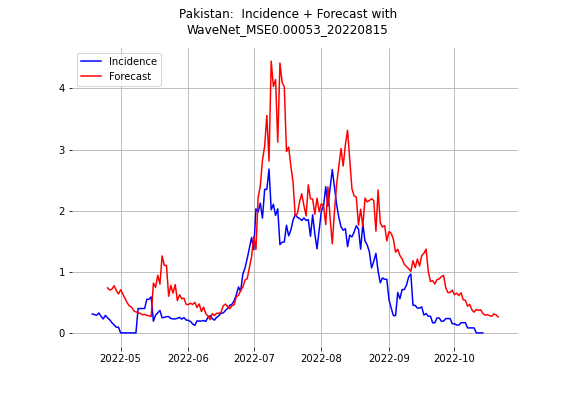 Pakistan:  Incidence + Forecast with
WaveNet_MSE0.00053_20220815
Incidence
Forecast
4
3
2
1
0
2022-05 2022-06 2022-07 2022-08 2022-09 2022-10